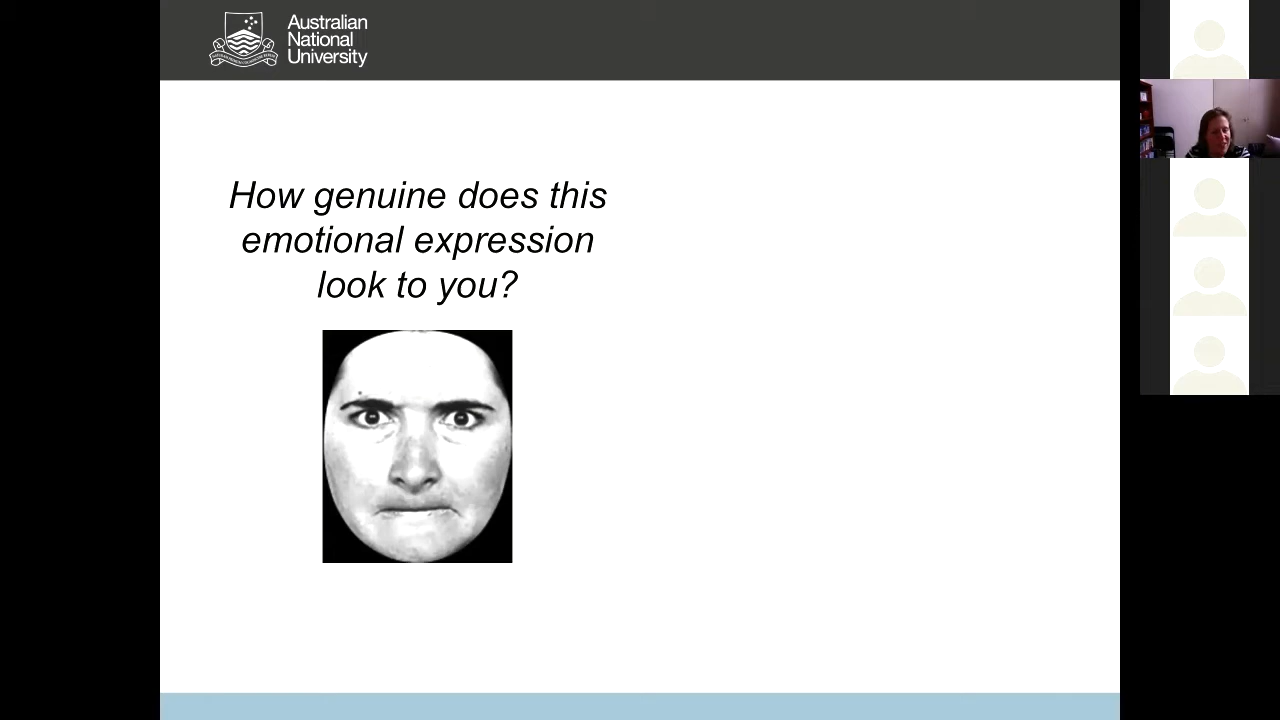 Australian
National
University
How genuine does this
emotional expression
look to you?